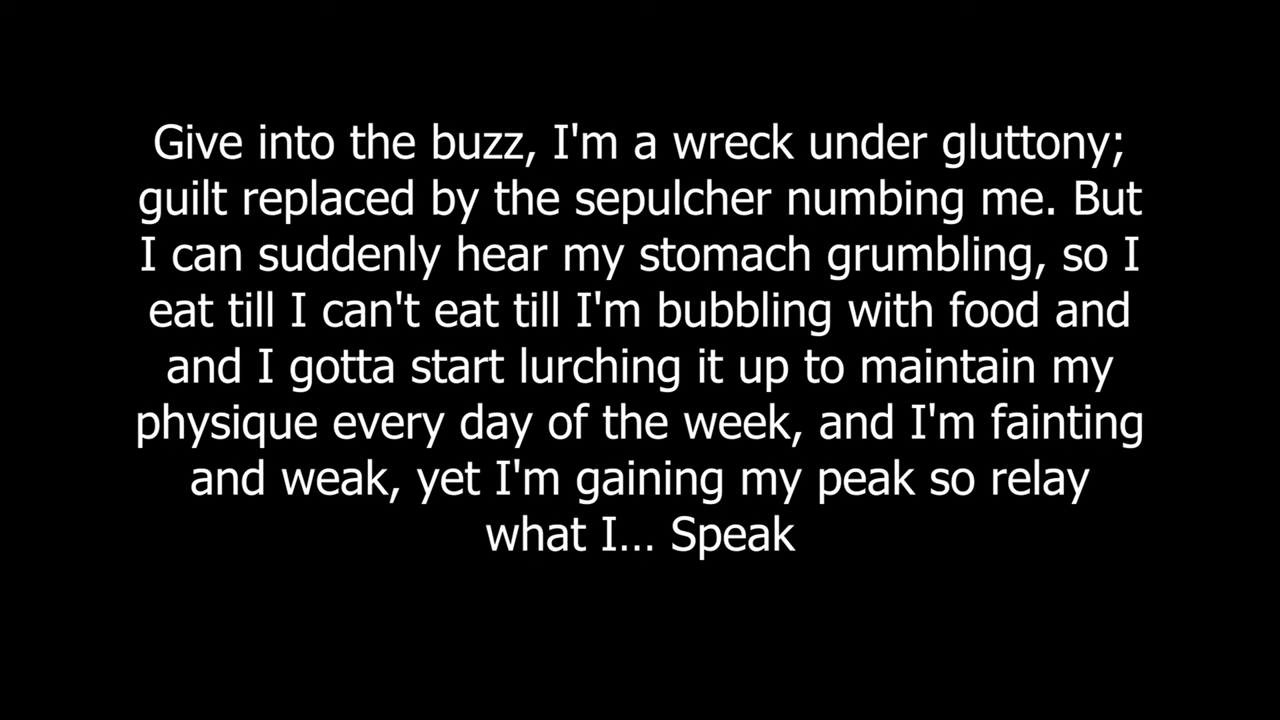 Give into the buzz, I'm a wreck under gluttony;
guilt replaced by the sepulcher numbing me. But
I can suddenly hear my stomach grumbling, so I
eat till I can't eat till I'm bubbling with food and
and I gotta start lurching it up to maintain my
physique every day of the week, and I'm fainting
and weak, yet I'm gaining my peak so relay
what I... Speak